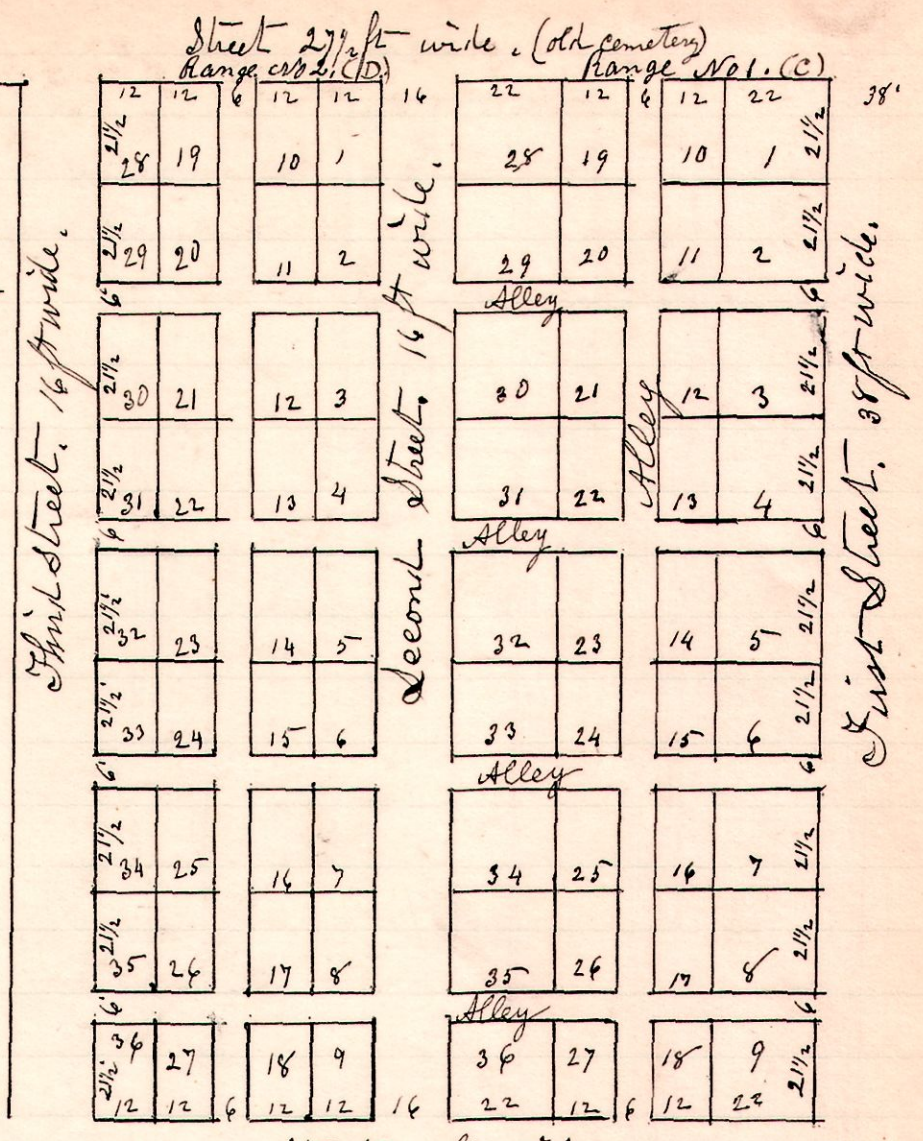 Street 27½ ft wide. (old cemetery)
Range No 2. (D.) Range No 1. (C)
12 12 6 12 12 16 22 12 6 12 22 38'
21½ 28 19 10 1 28 19 10 1 21½
21½ 29 20 11 2 29 20 11 2 21½
6' Alley 6
21½ 30 21 12 3 30 21 12 3 21½
21½ 31 22 13 4 31 22 13 4 21½
6 Alley 6
21½' 32 23 14 5 32 23 14 5 21½
21½' 33 24 15 6 33 24 15 6 21½
6' Alley 6
21½ 34 25 16 7 34 25 16 7 21½
21½ 35 26 17 8 35 26 17 8 21½
6' Alley 6
21½' 36 27 18 9 36 27 18 9 21½
12 12 6 12 12 16 22 12 6 12 22
Third Street. 16 ft wide.
Second Street. 16 ft wide.
Alley
First Street. 38 ft wide.